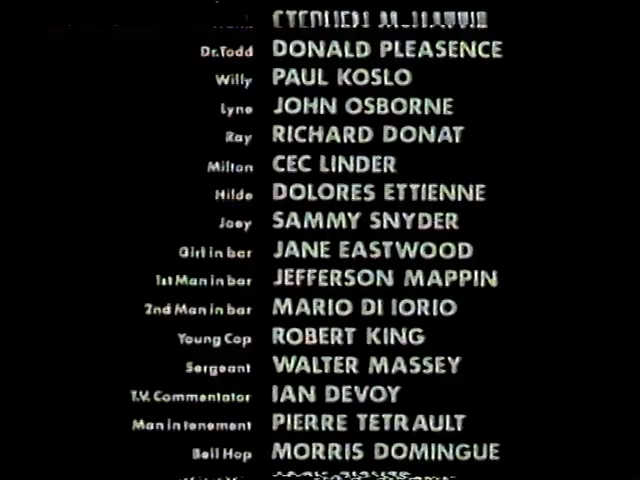 Dr. Todd DONALD PLEASENCE
Willy PAUL KOSLO
Lyne JOHN OSBORNE
Ray RICHARD DONAT
Milton CEC LINDER
Hilde DOLORES ETTIENNE
Joey SAMMY SNYDER
Girl in bar JANE EASTWOOD
1st Man in bar JEFFERSON MAPPIN
2nd Man in bar MARIO DI IORIO
Young Cop ROBERT KING
Sergeant WALTER MASSEY
T.V. Commentator IAN DEVOY
Man in tenement PIERRE TETRAULT
Bell Hop MORRIS DOMINGUE